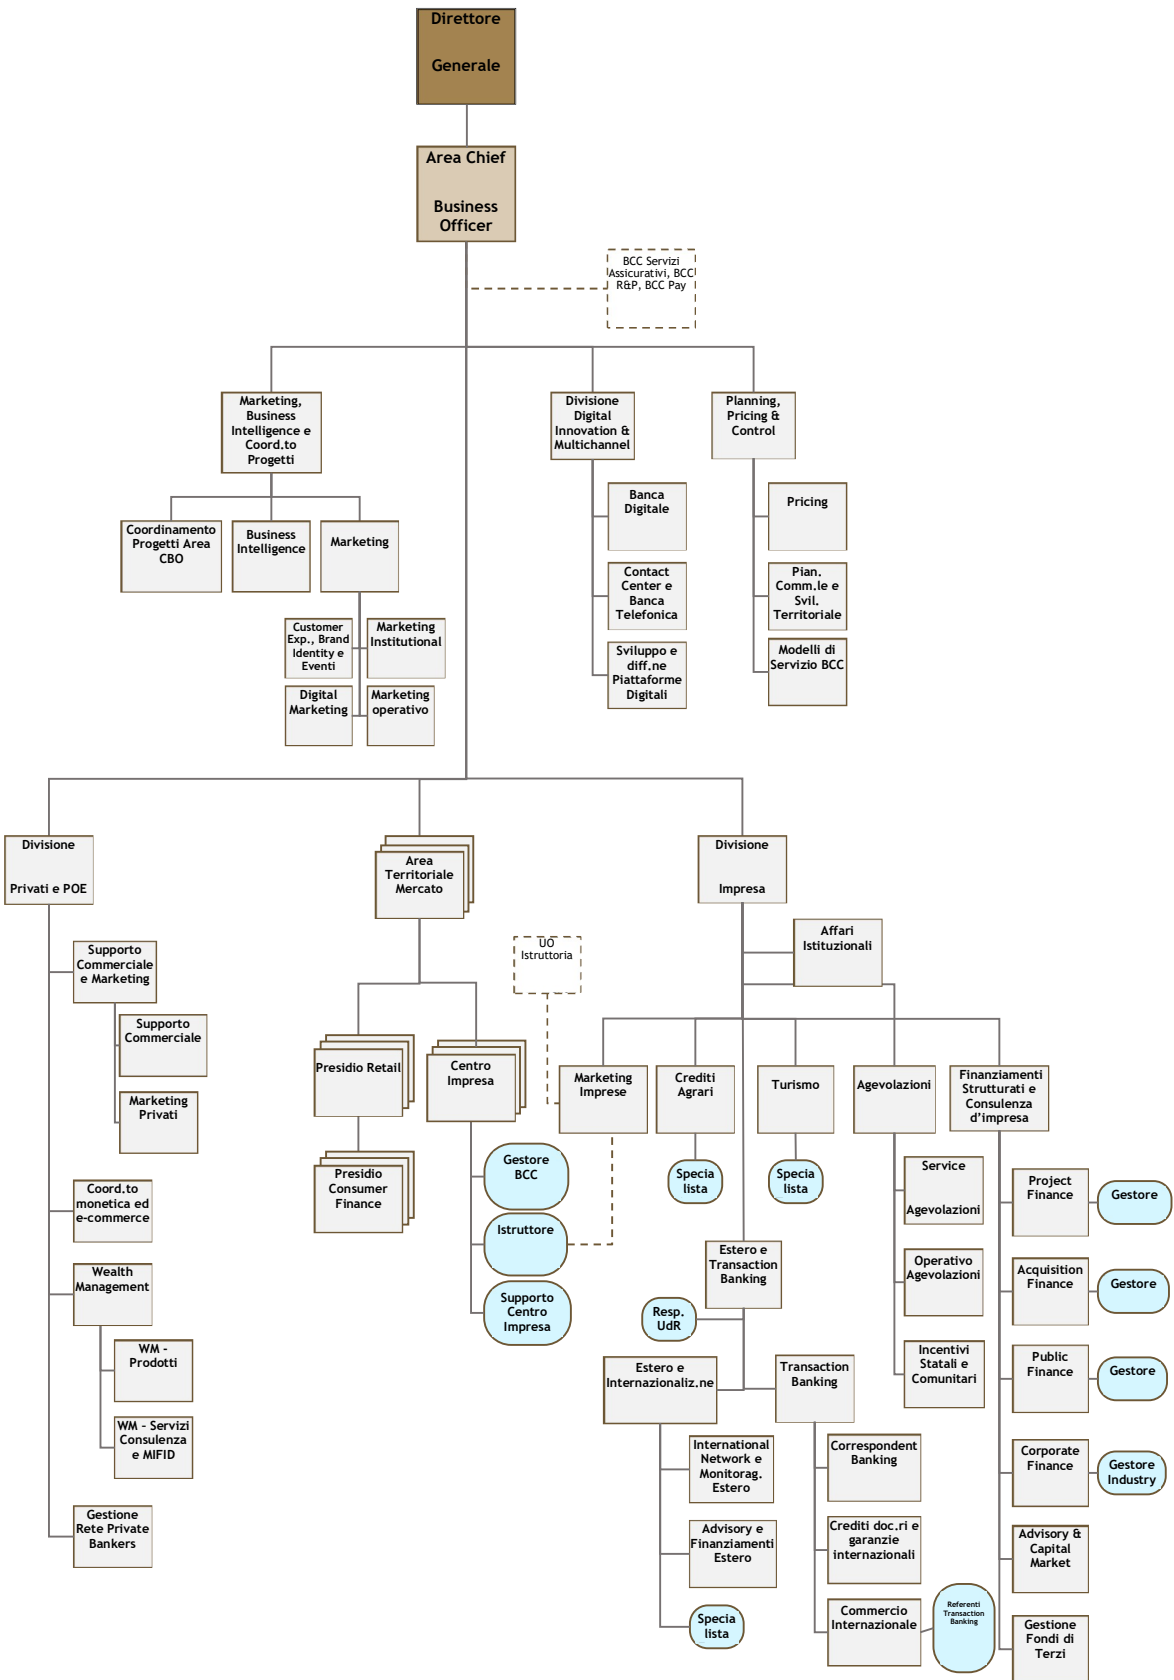 Direttore
Generale
Area Chief
Business
Officer
BCC Servizi
Assicurativi, BCC
R&P, BCC Pay
Marketing,
Business
Intelligence e
Coord.to
Progetti
Divisione
Digital
Innovation &
Multichannel
Planning,
Pricing &
Control
Coordinamento
Progetti Area
CBO
Business
Intelligence
Marketing
Banca
Digitale
Pricing
Contact
Center e
Banca
Telefonica
Pian.
Comm.le e
Svil.
Territoriale
Customer
Exp., Brand
Identity e
Eventi
Marketing
Institutional
Sviluppo e
diff.ne
Piattaforme
Digitali
Modelli di
Servizio BCC
Digital
Marketing
Marketing
operativo
Divisione
Privati e POE
Area
Territoriale
Mercato
Divisione
Impresa
Supporto
Commerciale
e Marketing
Supporto
Commerciale
Marketing
Privati
Coord.to
monetica ed
e-commerce
Wealth
Management
WM -
Prodotti
WM - Servizi
Consulenza
e MIFID
Gestione
Rete Private
Bankers
Presidio Retail
Presidio
Consumer
Finance
Centro
Impresa
Gestore
BCC
Istruttore
Supporto
Centro
Impresa
UO
Istruttoria
Affari
Istituzionali
Marketing
Imprese
Crediti
Agrari
Specia
lista
Turismo
Specia
lista
Agevolazioni
Service
Agevolazioni
Operativo
Agevolazioni
Incentivi
Statali e
Comunitari
Finanziamenti
Strutturati e
Consulenza
d'impresa
Project
Finance
Gestore
Acquisition
Finance
Gestore
Public
Finance
Gestore
Corporate
Finance
Gestore
Industry
Advisory &
Capital
Market
Gestione
Fondi di
Terzi
Estero e
Transaction
Banking
Resp.
UdR
Estero e
Internazionaliz.ne
International
Network e
Monitorag.
Estero
Advisory e
Finanziamenti
Estero
Specia
lista
Transaction
Banking
Correspondent
Banking
Crediti doc.ri e
garanzie
internazionali
Commercio
Internazionale
Referenti
Transaction
Banking